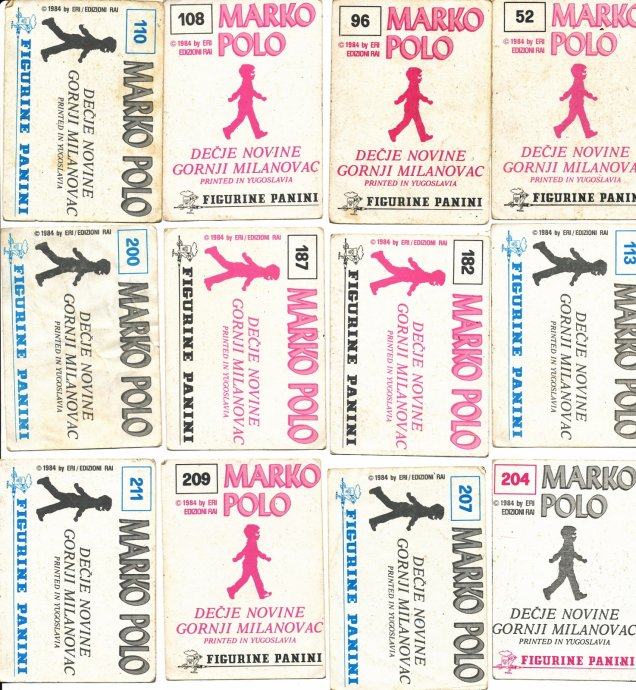 110
© 1984 by ERI / EDIZIONI RAI
MARKO POLO
DEČJE NOVINE
GORNJI MILANOVAC
PRINTED IN YUGOSLAVIA
FIGURINE PANINI
108
MARKO
POLO
© 1984 by ERI
EDIZIONI RAI
DEČJE NOVINE
GORNJI MILANOVAC
PRINTED IN YUGOSLAVIA
FIGURINE PANINI
96
MARKO
POLO
© 1984 by ERI
EDIZIONI RAI
DEČJE NOVINE
GORNJI MILANOVAC
PRINTED IN YUGOSLAVIA
FIGURINE PANINI
52
MARKO
POLO
© 1984 by ERI
EDIZIONI RAI
DEČJE NOVINE
GORNJI MILANOVAC
PRINTED IN YUGOSLAVIA
FIGURINE PANINI
200
© 1984 by ERI / EDIZIONI RAI
MARKO POLO
DEČJE NOVINE
GORNJI MILANOVAC
PRINTED IN YUGOSLAVIA
FIGURINE PANINI
187
© 1984 by ERI / EDIZIONI RAI
MARKO POLO
DEČJE NOVINE
GORNJI MILANOVAC
PRINTED IN YUGOSLAVIA
FIGURINE PANINI
182
© 1984 by ERI / EDIZIONI RAI
MARKO POLO
DEČJE NOVINE
GORNJI MILANOVAC
PRINTED IN YUGOSLAVIA
FIGURINE PANINI
113
© 1984 by ERI / EDIZIONI RAI
MARKO POLO
DEČJE NOVINE
GORNJI MILANOVAC
PRINTED IN YUGOSLAVIA
FIGURINE PANINI
211
© 1984 by ERI / EDIZIONI RAI
MARKO POLO
DEČJE NOVINE
GORNJI MILANOVAC
PRINTED IN YUGOSLAVIA
FIGURINE PANINI
209
MARKO
POLO
© 1984 by ERI
EDIZIONI RAI
DEČJE NOVINE
GORNJI MILANOVAC
PRINTED IN YUGOSLAVIA
FIGURINE PANINI
207
© 1984 by ERI / EDIZIONI RAI
MARKO POLO
DEČJE NOVINE
GORNJI MILANOVAC
PRINTED IN YUGOSLAVIA
FIGURINE PANINI
204
MARKO
POLO
© 1984 by ERI
EDIZIONI RAI
DEČJE NOVINE
GORNJI MILANOVAC
PRINTED IN YUGOSLAVIA
FIGURINE PANINI